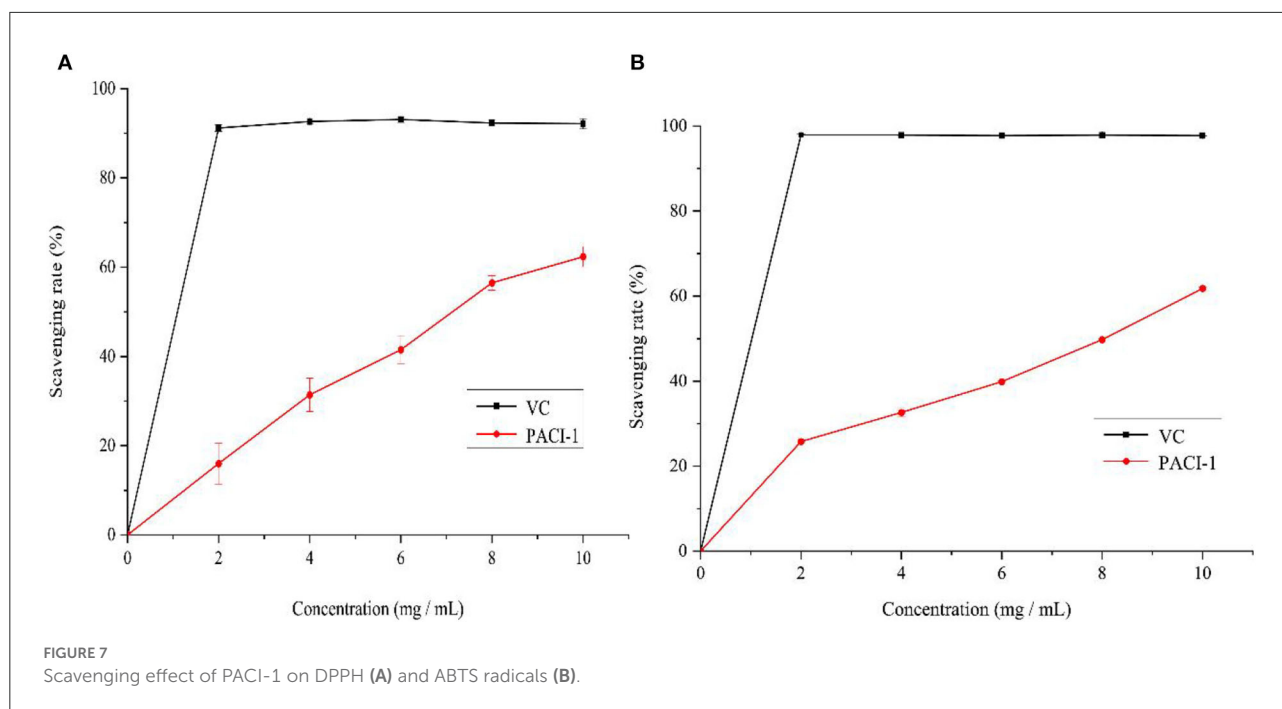 A
100
80
60
40
20
0
Scavenging rate (%)
VC
PACI-1
0 2 4 6 8 10
Concentration (mg / mL)
B
100
80
60
40
20
0
Scavenging rate (%)
VC
PACI-1
0 2 4 6 8 10
Concentration (mg / mL)
FIGURE 7
Scavenging effect of PACI-1 on DPPH (A) and ABTS radicals (B).